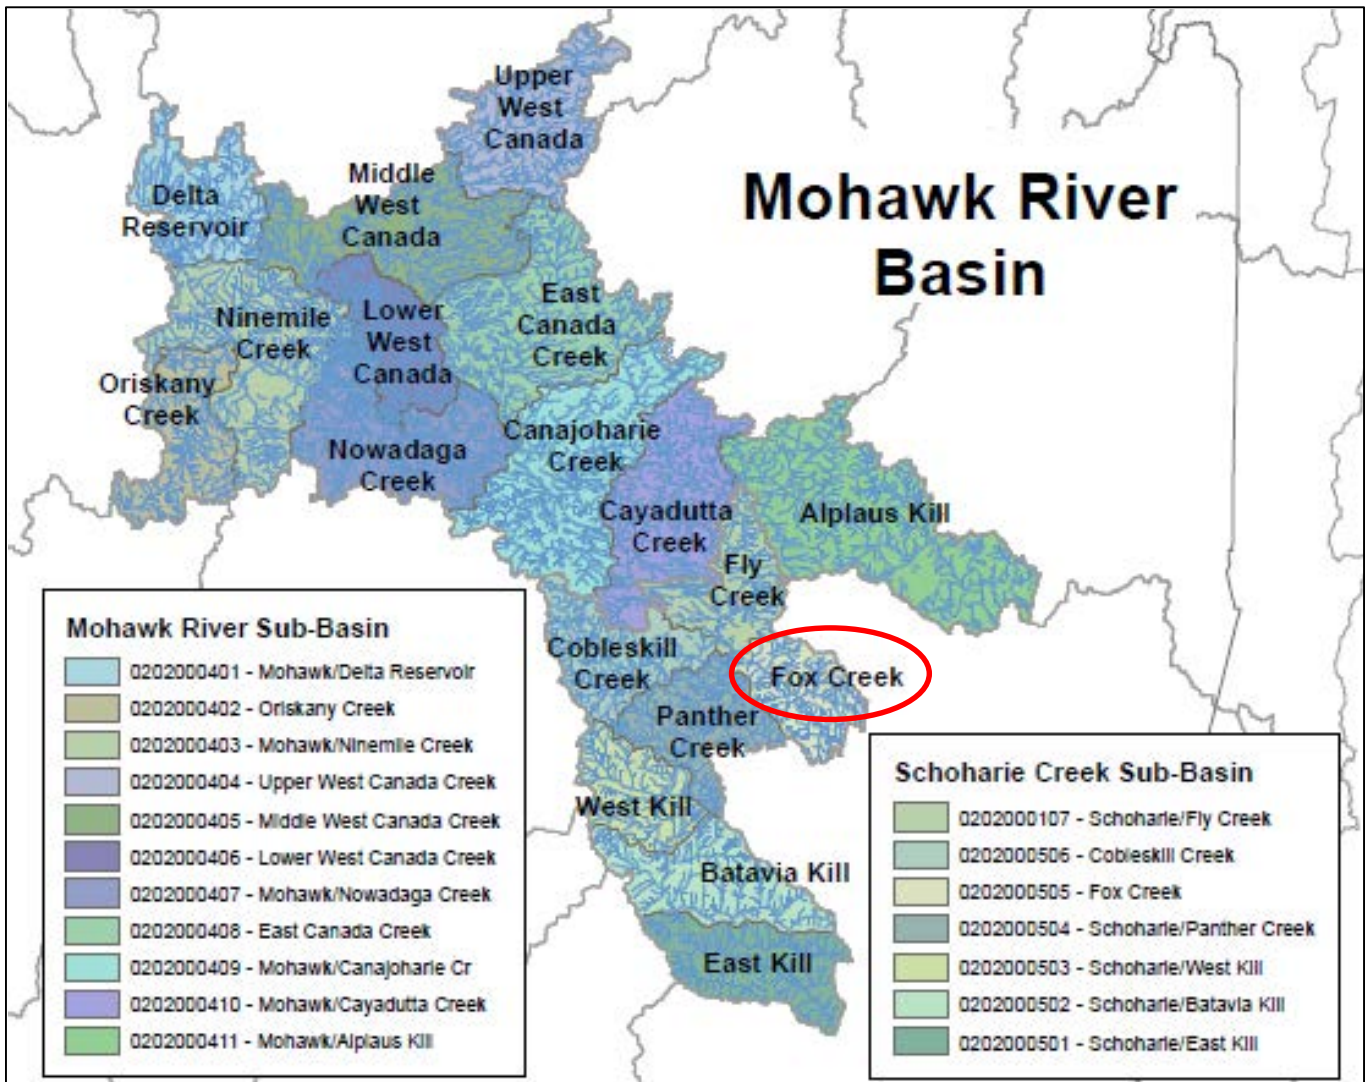 Upper
West
Canada
Middle
West
Canada
Delta
Reservoir
Mohawk River
Basin
Ninemile
Creek
Lower
West
Canada
East
Canada
Creek
Oriskany
Creek
Nowadaga
Creek
Canajoharie
Creek
Cayadutta
Creek
Alplaus Kill
Fly
Creek
Cobleskill
Creek
Fox Creek
Panther
Creek
West Kill
Batavia Kill
East Kill
Mohawk River Sub-Basin
0202000401 - Mohawk/Delta Reservoir
0202000402 - Oriskany Creek
0202000403 - Mohawk/Ninemile Creek
0202000404 - Upper West Canada Creek
0202000405 - Middle West Canada Creek
0202000406 - Lower West Canada Creek
0202000407 - Mohawk/Nowadaga Creek
0202000408 - East Canada Creek
0202000409 - Mohawk/Canajoharie Cr
0202000410 - Mohawk/Cayadutta Creek
0202000411 - Mohawk/Alplaus Kill
Schoharie Creek Sub-Basin
0202000107 - Schoharie/Fly Creek
0202000506 - Cobleskill Creek
0202000505 - Fox Creek
0202000504 - Schoharie/Panther Creek
0202000503 - Schoharie/West Kill
0202000502 - Schoharie/Batavia Kill
0202000501 - Schoharie/East Kill